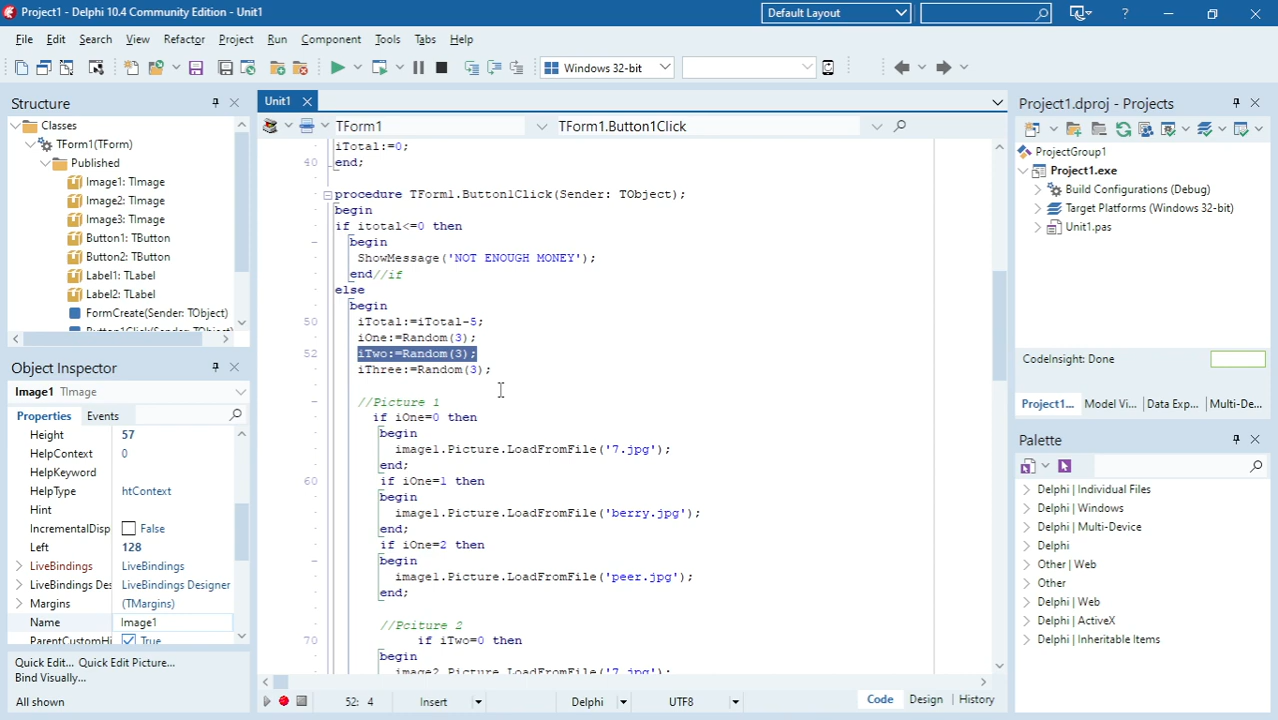 Project1 - Delphi 10.4 Community Edition - Unit1
Default Layout
File Edit Search View Refactor Project Run Component Tools Tabs Help
Windows 32-bit
Structure
Classes
TForm1(TForm)
Published
Image1: TImage
Image2: TImage
Image3: TImage
Button1: TButton
Button2: TButton
Label1: TLabel
Label2: TLabel
FormCreate(Sender: TObject)
Button1Click(Sender: TObject)
Object Inspector
Image1 TImage
Properties Events
Height 57
HelpContext 0
HelpKeyword
HelpType htContext
Hint
IncrementalDisp False
Left 128
LiveBindings LiveBindings
LiveBindings Des LiveBindings Designer
Margins (TMargins)
Name Image1
ParentCustomHi True
Quick Edit... Quick Edit Picture...
Bind Visually...
All shown
Unit1
TForm1 TForm1.Button1Click
iTotal:=0;
40 end;
procedure TForm1.Button1Click(Sender: TObject);
begin
if itotal<=0 then
begin
ShowMessage('NOT ENOUGH MONEY');
end//if
else
begin
50 iTotal:=iTotal-5;
iOne:=Random(3);
52 iTwo:=Random(3);
iThree:=Random(3);
//Picture 1
if iOne=0 then
begin
image1.Picture.LoadFromFile('7.jpg');
end;
60 if iOne=1 then
begin
image1.Picture.LoadFromFile('berry.jpg');
end;
if iOne=2 then
begin
image1.Picture.LoadFromFile('peer.jpg');
end;
//Pciture 2
70 if iTwo=0 then
begin
image2.Picture.LoadFromFile('7.jpg');
52: 4 Insert Delphi UTF8 Code Design History
Project1.dproj - Projects
ProjectGroup1
Project1.exe
Build Configurations (Debug)
Target Platforms (Windows 32-bit)
Unit1.pas
CodeInsight: Done
Project1... Model Vi... Data Exp... Multi-De...
Palette
Delphi | Individual Files
Delphi | Windows
Delphi | Multi-Device
Delphi
Other | Web
Other
Delphi | Web
Delphi | ActiveX
Delphi | Inheritable Items